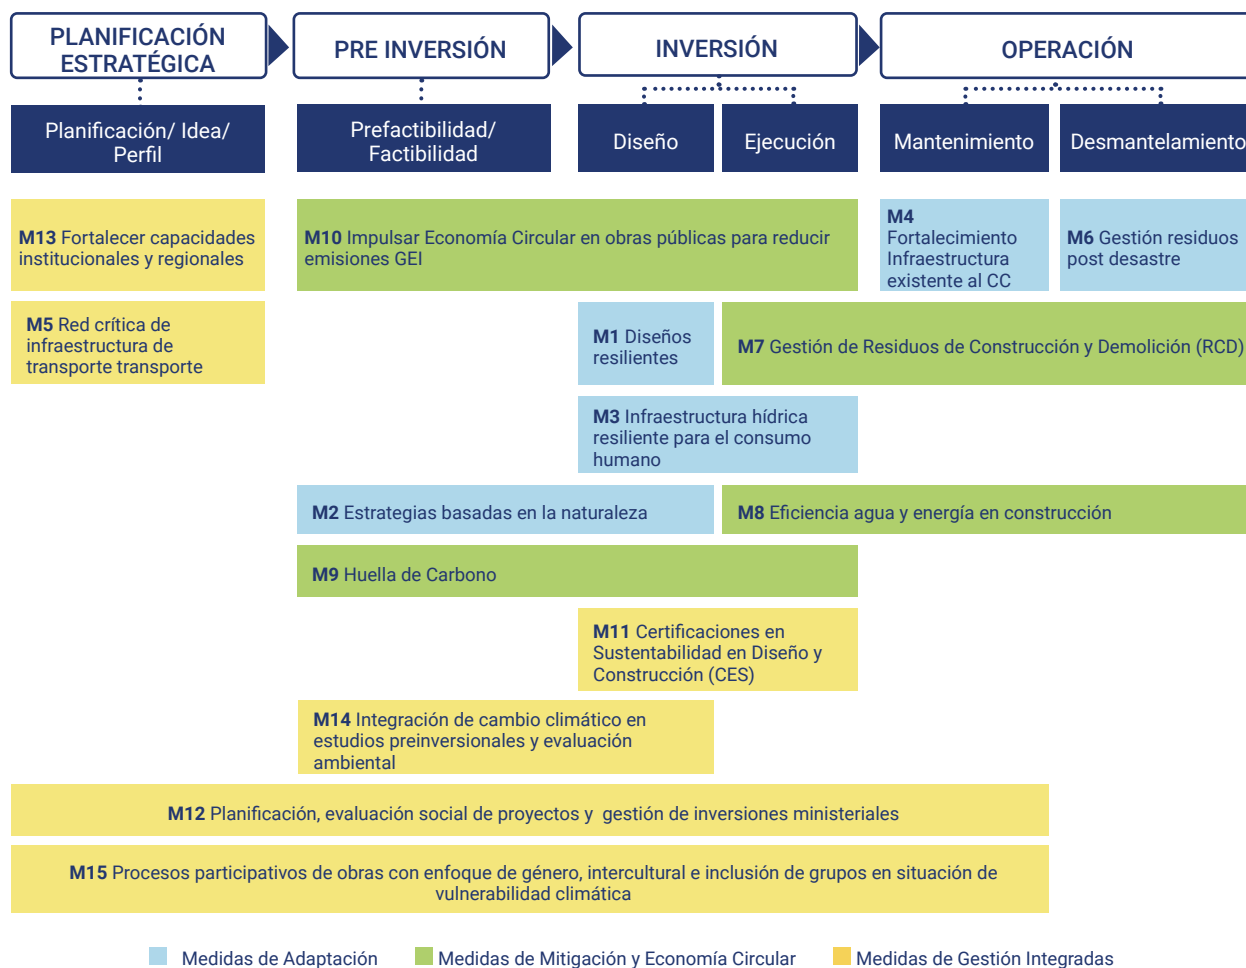 PLANIFICACIÓN
ESTRATÉGICA
PRE INVERSIÓN
INVERSIÓN
OPERACIÓN
Planificación/ Idea/
Perfil
Prefactibilidad/
Factibilidad
Diseño
Ejecución
Mantenimiento
Desmantelamiento
M13 Fortalecer capacidades
institucionales y regionales
M10 Impulsar Economía Circular en obras públicas para reducir
emisiones GEI
M4
Fortalecimiento
Infraestructura
existente al CC
M6 Gestión residuos
post desastre
M5 Red crítica de
infraestructura de
transporte transporte
M1 Diseños
resilientes
M7 Gestión de Residuos de Construcción y Demolición (RCD)
M3 Infraestructura hídrica
resiliente para el consumo
humano
M2 Estrategias basadas en la naturaleza
M8 Eficiencia agua y energía en construcción
M9 Huella de Carbono
M11 Certificaciones en
Sustentabilidad en Diseño y
Construcción (CES)
M14 Integración de cambio climático en
estudios preinversionales y evaluación
ambiental
M12 Planificación, evaluación social de proyectos y gestión de inversiones ministeriales
M15 Procesos participativos de obras con enfoque de género, intercultural e inclusión de grupos en situación de
vulnerabilidad climática
Medidas de Adaptación
Medidas de Mitigación y Economía Circular
Medidas de Gestión Integradas